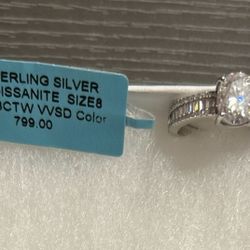 ERLING SILVER
ISSANITE SIZE8
CTW VVSD Color
799.00